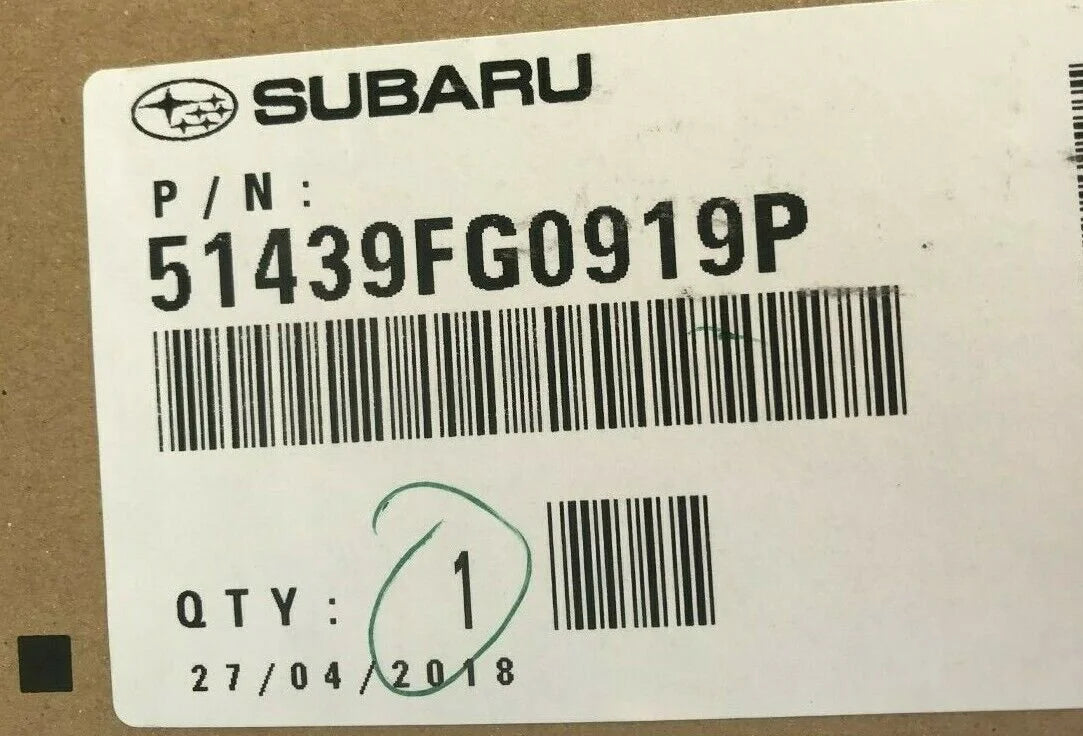 SUBARU
P/N:
51439FG0919P
QTY: 1
27/04/2018